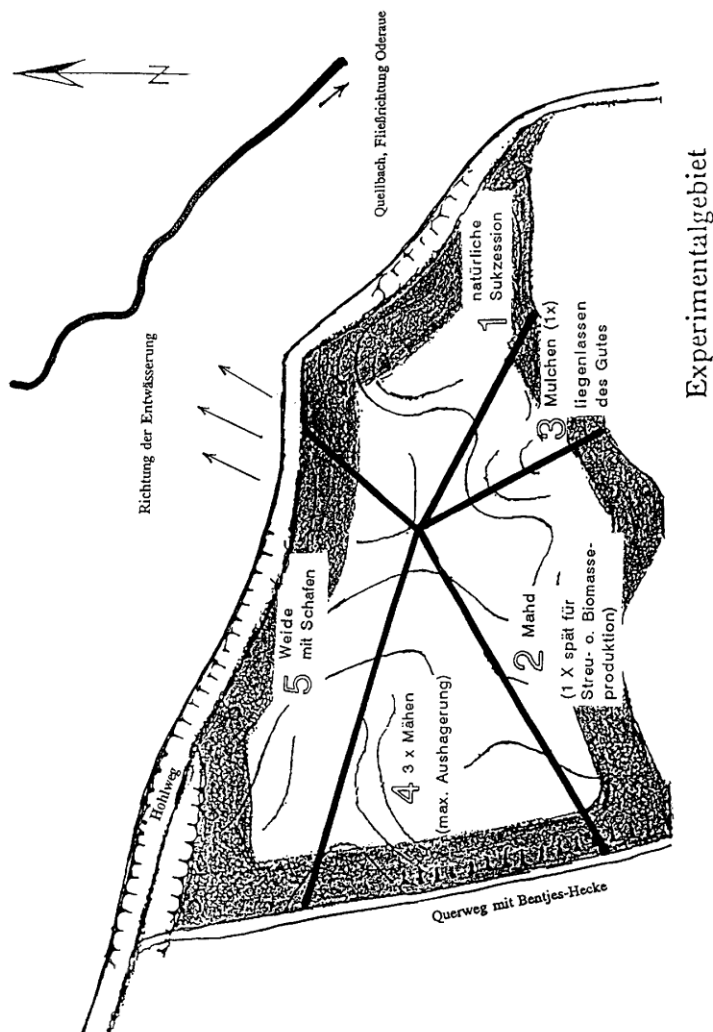 N
Quellbach, Fließrichtung Oderaue
Richtung der Entwässerung
Hohlweg
1
natürliche
Sukzession
3
Mulchen (1x)
liegenlassen
des Gutes
5
Weide
mit Schafen
2 Mahd
(1 X spät für
Streu- o. Biomasse-
produktion)
4 3 x Mähen
(max. Aushagerung)
Querweg mit Bentjes-Hecke
Experimentalgebiet